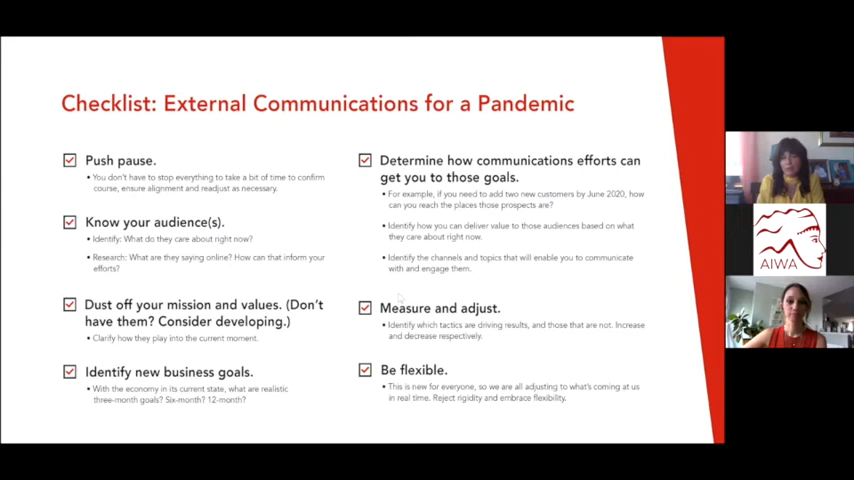 Checklist: External Communications for a Pandemic
Push pause.
▪ You don't have to stop everything to take a bit of time to confirm
course, ensure alignment and readjust as necessary.
Know your audience(s).
▪ Identify: What do they care about right now?
▪ Research: What are they saying online? How can that inform your
efforts?
Dust off your mission and values. (Don't
have them? Consider developing.)
▪ Clarify how they play into the current moment.
Identify new business goals.
▪ With the economy in its current state, what are realistic
three-month goals? Six-month? 12-month?
Determine how communications efforts can
get you to those goals.
▪ For example, if you need to add two new customers by June 2020, how
can you reach the places those prospects are?
▪ Identify how you can deliver value to those audiences based on what
they care about right now.
▪ Identify the channels and topics that will enable you to communicate
with and engage them.
Measure and adjust.
▪ Identify which tactics are driving results, and those that are not. Increase
and decrease respectively.
Be flexible.
▪ This is new for everyone, so we are all adjusting to what's coming at us
in real time. Reject rigidity and embrace flexibility.
AIWA